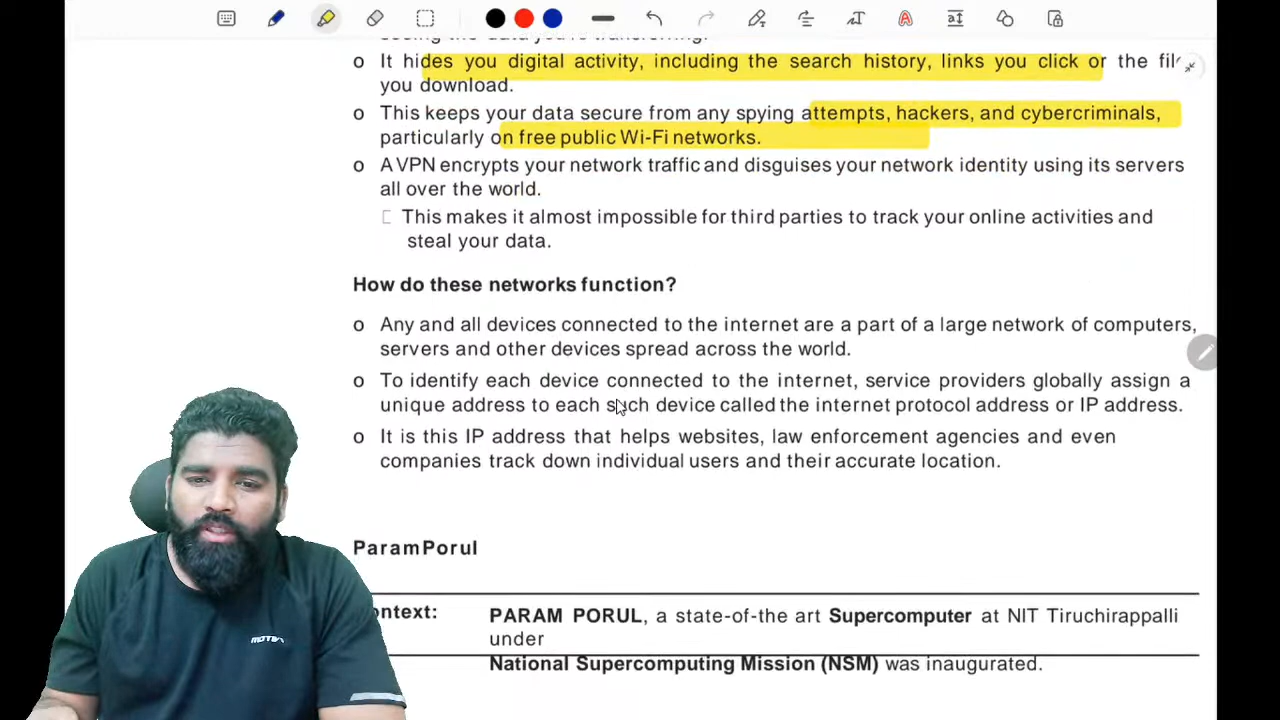 o It hides you digital activity, including the search history, links you click or the file
you download.
o This keeps your data secure from any spying attempts, hackers, and cybercriminals,
particularly on free public Wi-Fi networks.
o A VPN encrypts your network traffic and disguises your network identity using its servers
all over the world.
This makes it almost impossible for third parties to track your online activities and
steal your data.
How do these networks function?
o Any and all devices connected to the internet are a part of a large network of computers,
servers and other devices spread across the world.
o To identify each device connected to the internet, service providers globally assign a
unique address to each such device called the internet protocol address or IP address.
o It is this IP address that helps websites, law enforcement agencies and even
companies track down individual users and their accurate location.
ParamPorul
ontext: PARAM PORUL, a state-of-the art Supercomputer at NIT Tiruchirappalli
under
National Supercomputing Mission (NSM) was inaugurated.